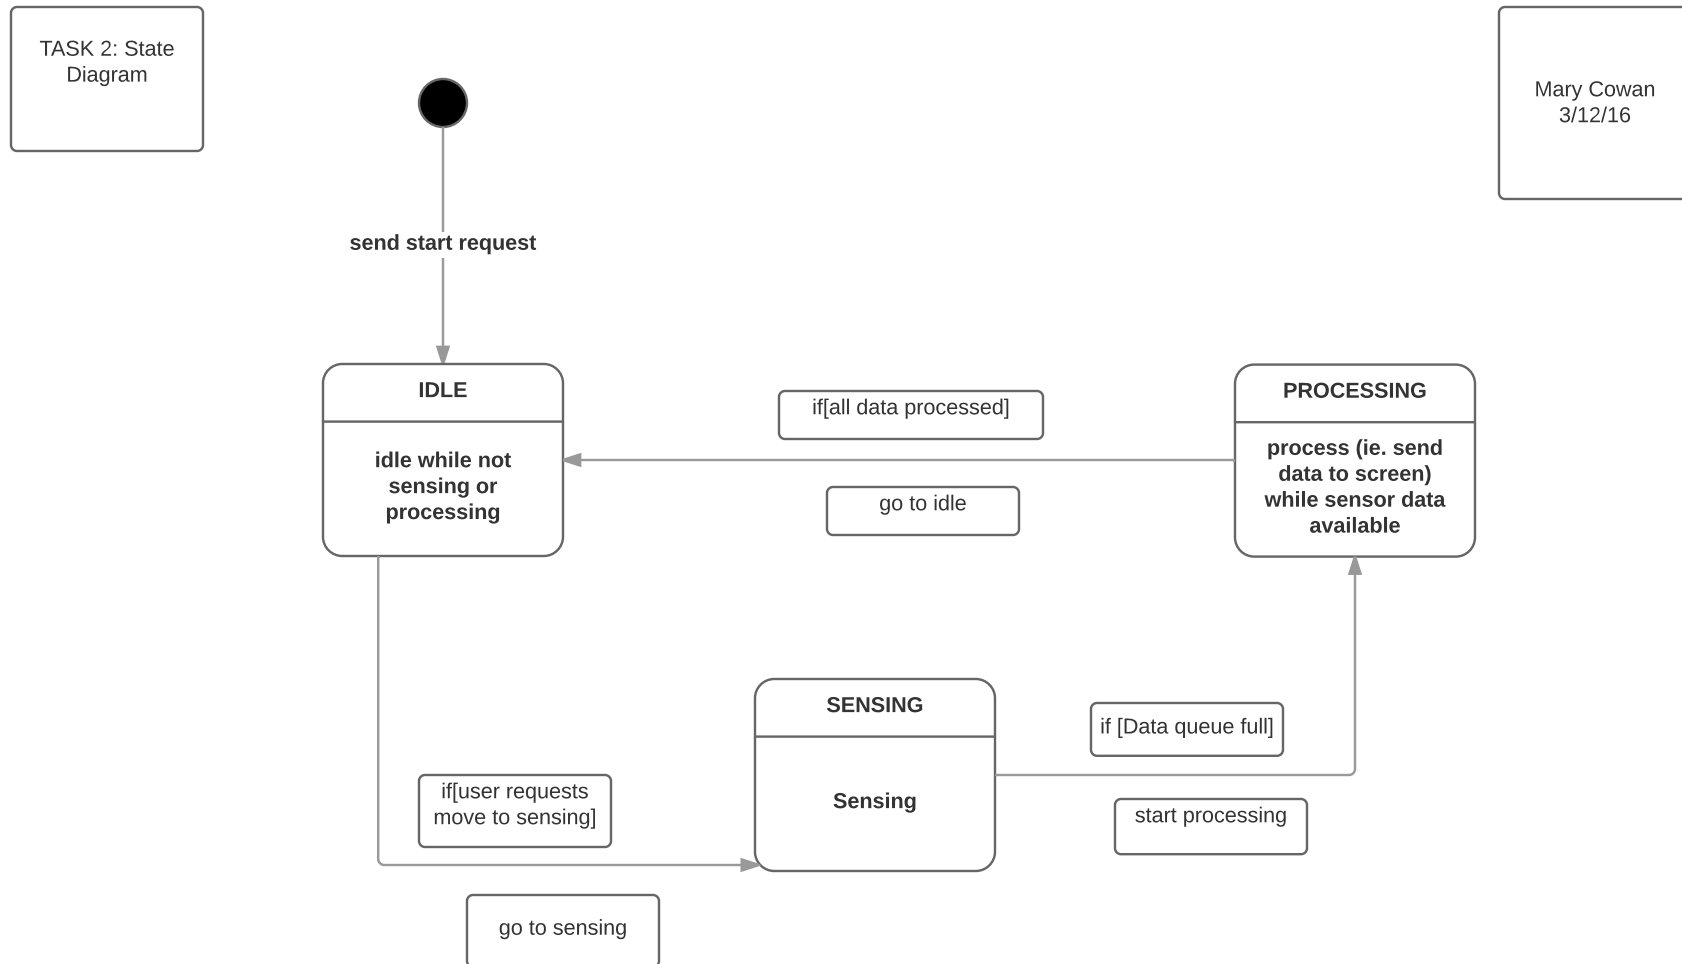 TASK 2: State
Diagram
Mary Cowan
3/12/16
send start request
IDLE
idle while not
sensing or
processing
if[all data processed]
go to idle
PROCESSING
process (ie. send
data to screen)
while sensor data
available
SENSING
Sensing
if [Data queue full]
start processing
if[user requests
move to sensing]
go to sensing